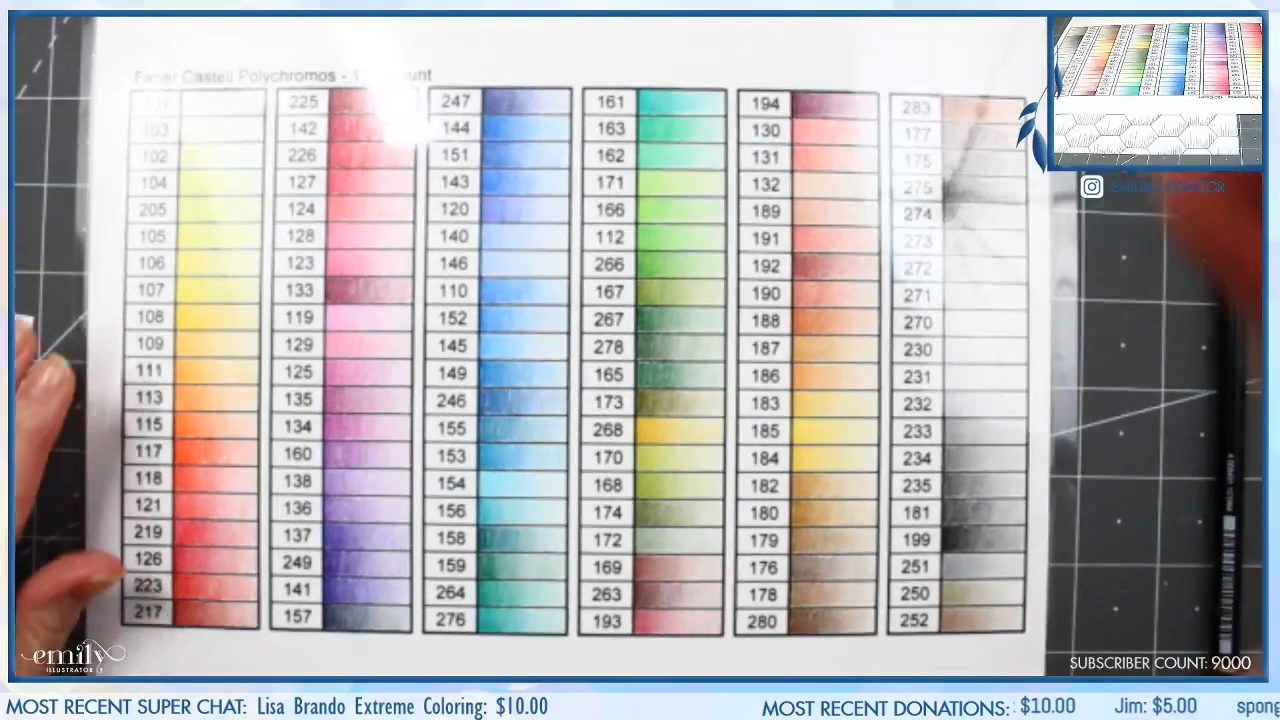 Faber Castell Polychromos - 120 Count
101 225 247 161 194 283
103 142 144 163 130 177
102 226 151 162 131 175
104 127 143 171 132 275
205 124 120 166 189 274
105 128 140 112 191 273
106 123 146 266 192 272
107 133 110 167 190 271
108 119 152 267 188 270
109 129 145 278 187 230
111 125 149 165 186 231
113 135 246 173 183 232
115 134 155 268 185 233
117 160 153 170 184 234
118 138 154 168 182 235
121 136 156 174 180 181
219 137 158 172 179 199
126 249 159 169 176 251
223 141 264 263 178 250
217 157 276 193 280 252
emily
ILLUSTRATOR
SUBSCRIBER COUNT: 9000
MOST RECENT SUPER CHAT: Lisa Brando Extreme Coloring: $10.00
MOST RECENT DONATIONS: $10.00 Jim: $5.00